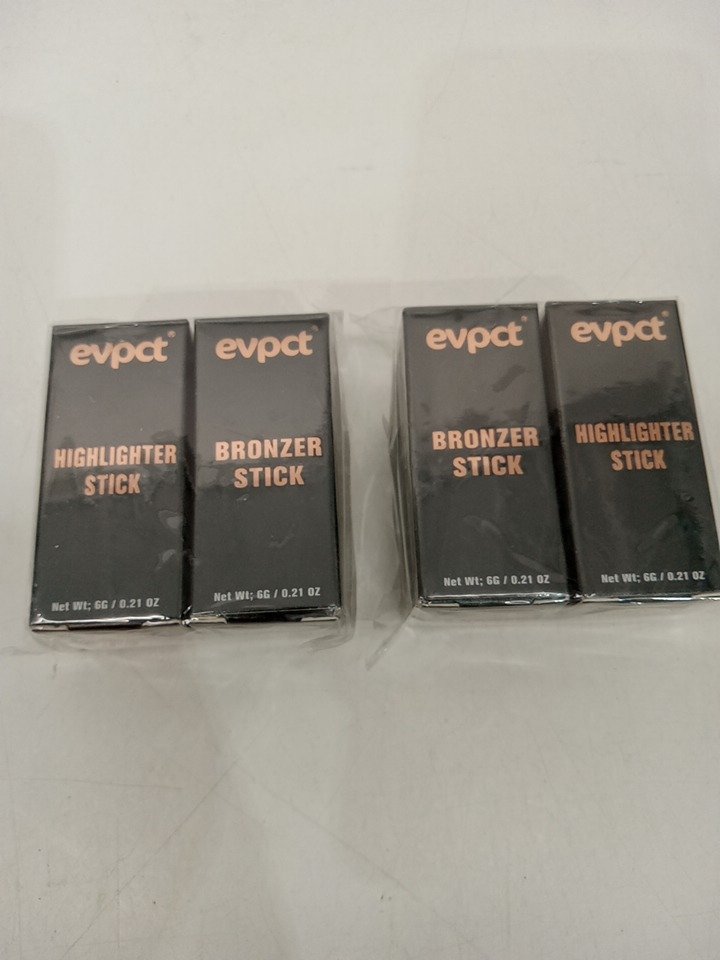 evpct®
HIGHLIGHTER
STICK
Net Wt; 6G / 0.21 OZ
evpct®
BRONZER
STICK
Net Wt; 6G / 0.21 OZ
evpct®
BRONZER
STICK
Net Wt; 6G / 0.21 OZ
evpct®
HIGHLIGHTER
STICK
Net Wt; 6G / 0.21 OZ